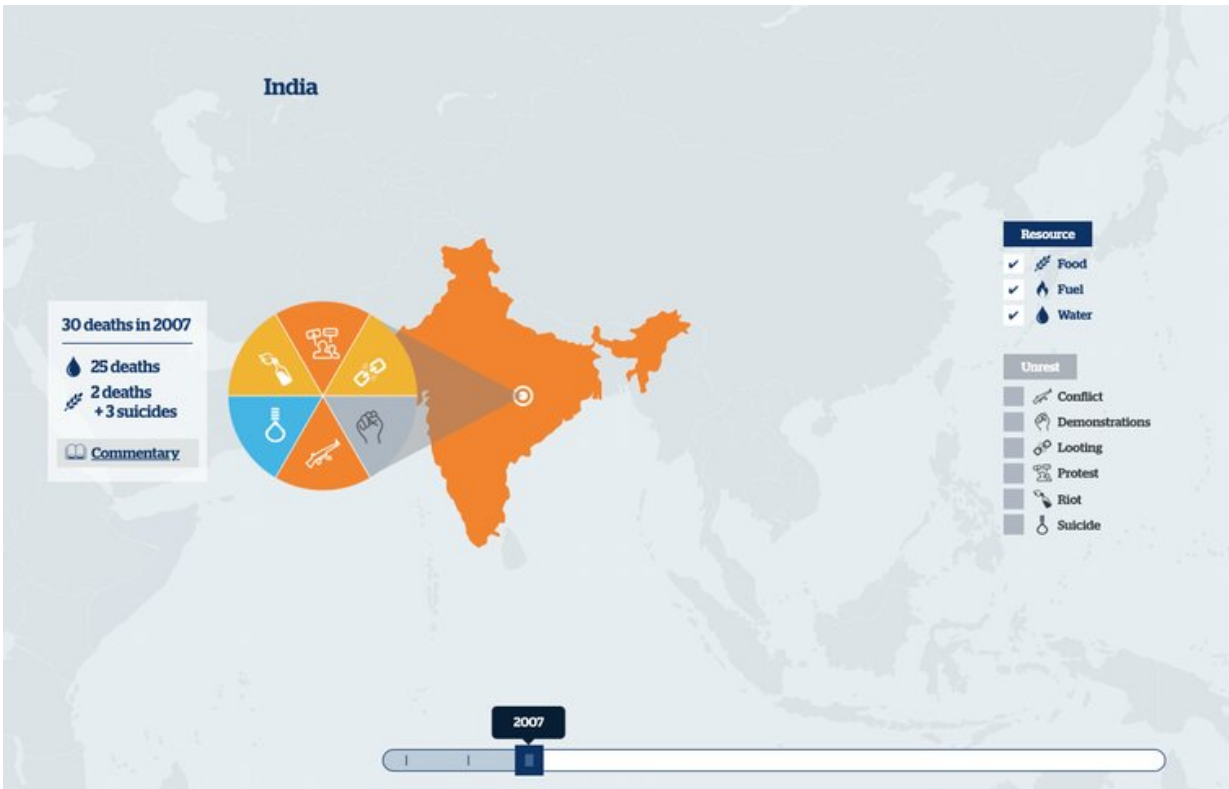 India
30 deaths in 2007
25 deaths
2 deaths
+ 3 suicides
Commentary
Resource
Food
Fuel
Water
Unrest
Conflict
Demonstrations
Looting
Protest
Riot
Suicide
2007